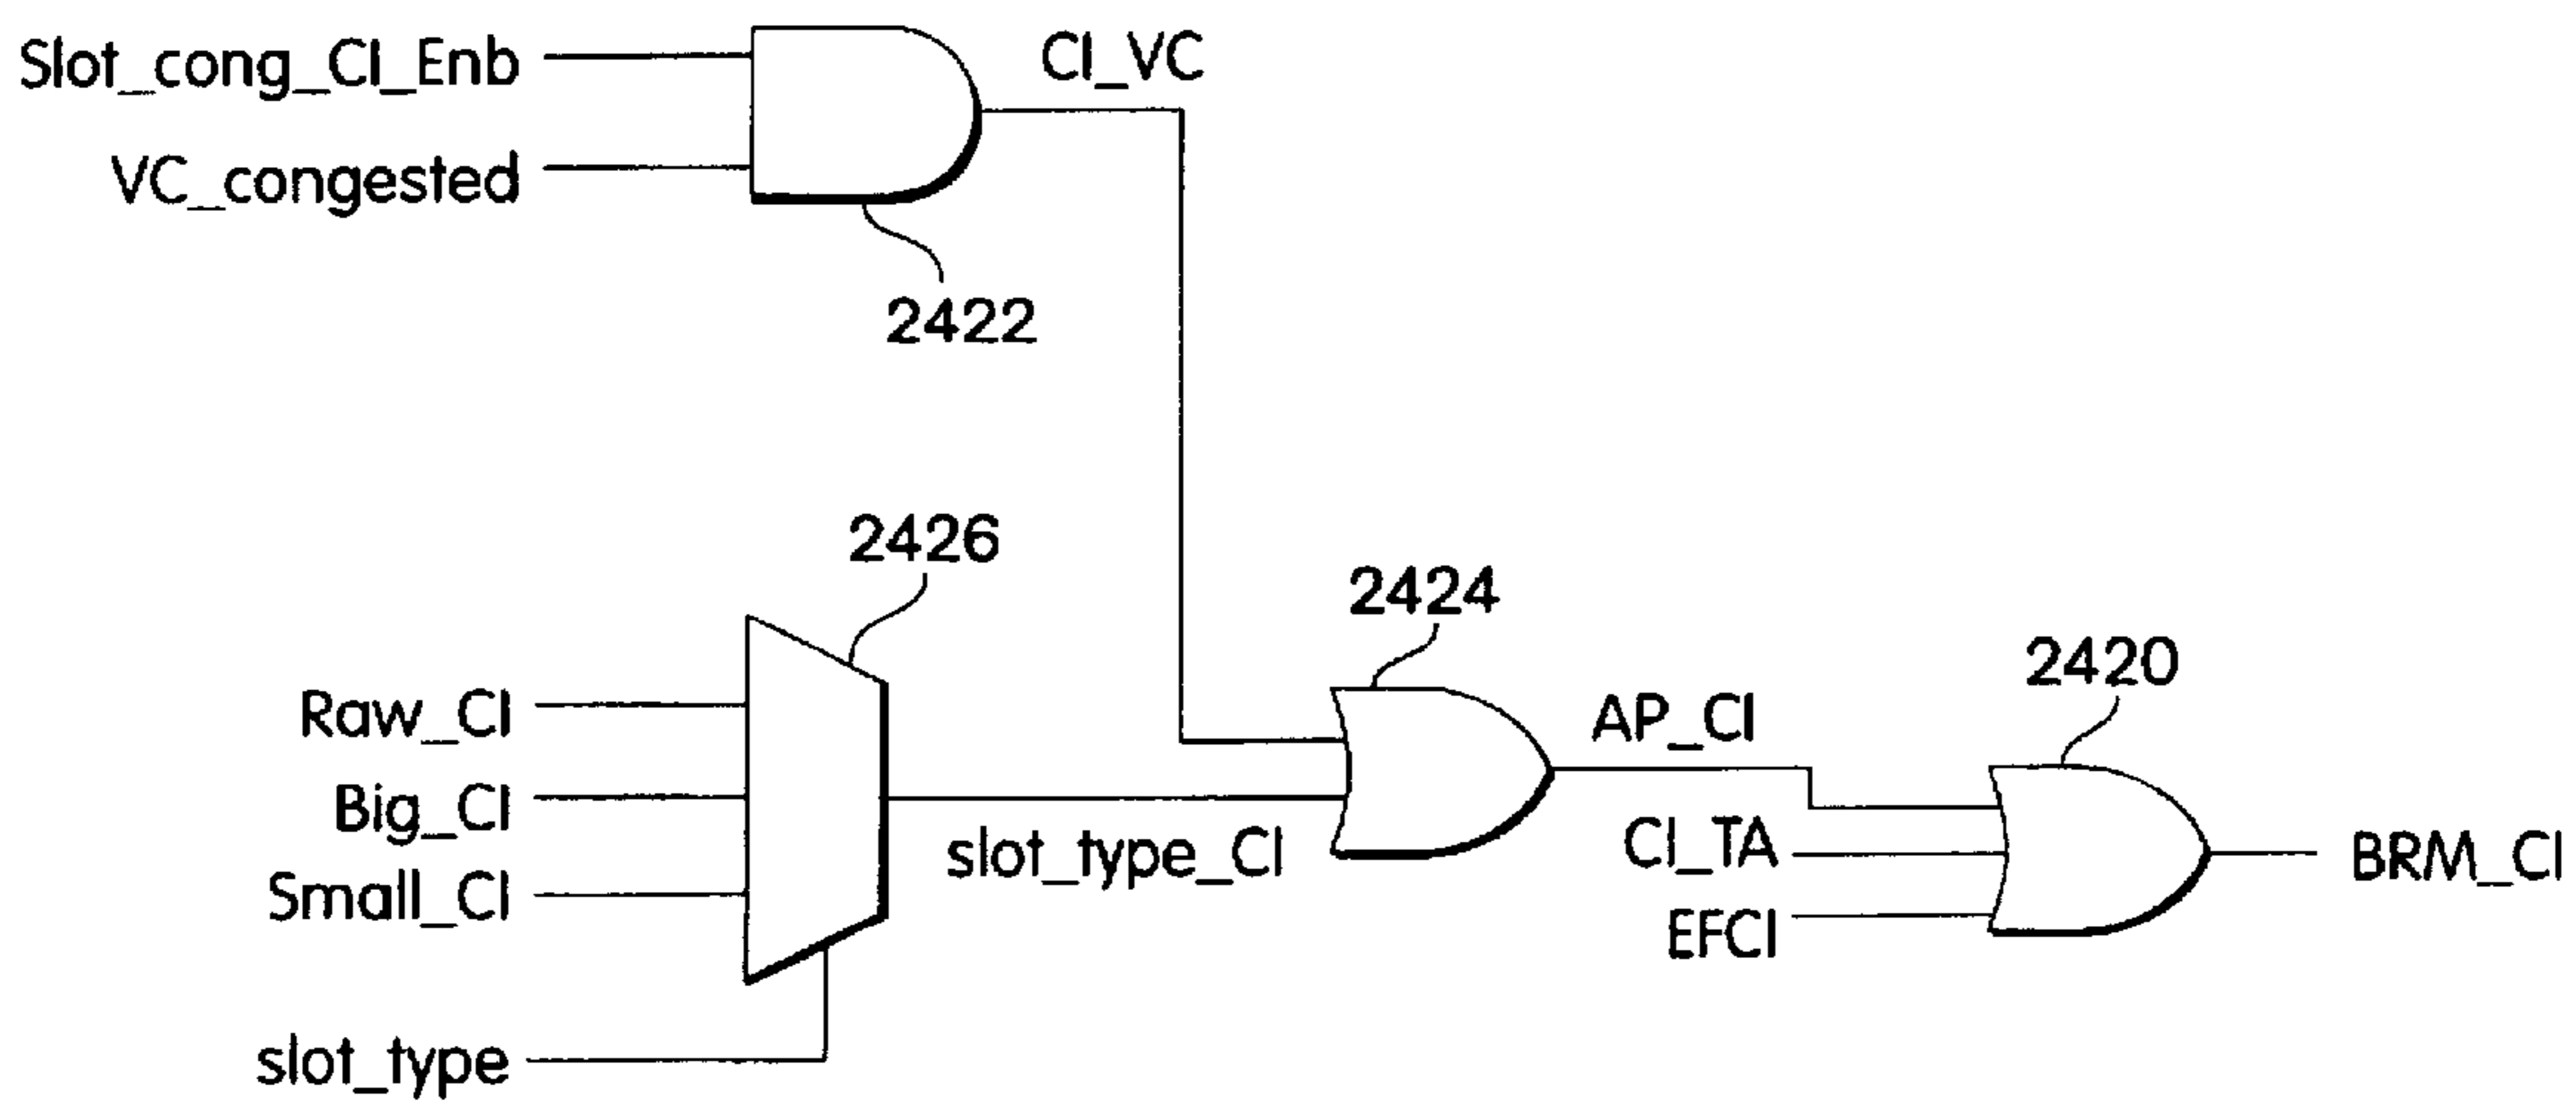 Slot_cong_CI_Enb
CI_VC
VC_congested
2422
2426
2424
2420
Raw_CI
AP_CI
Big_CI
CI_TA
slot_type_CI
BRM_CI
Small_CI
EFCI
slot_type